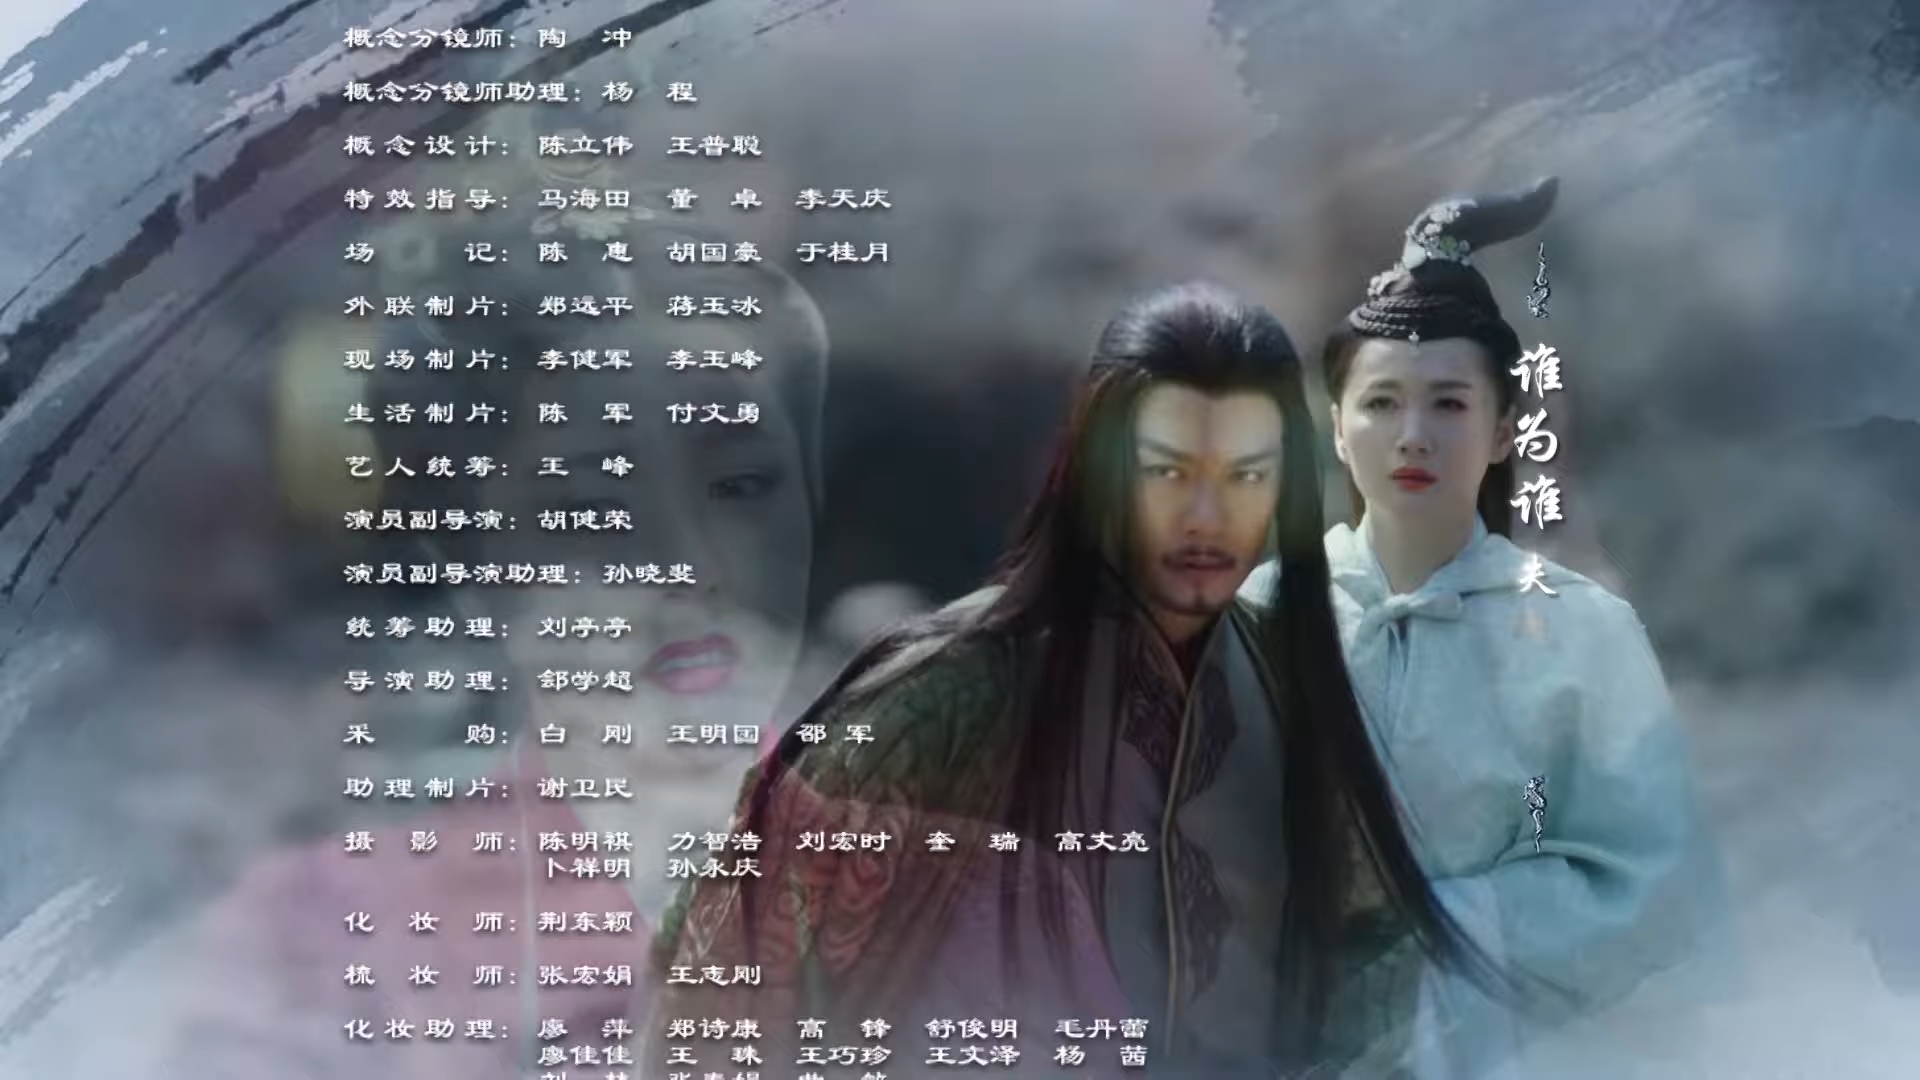 概念分镜师：陶　冲
概念分镜师助理：杨　程
概念设计：陈立伟　王普聪
特效指导：马海田　董　卓　李天庆
场　　记：陈　惠　胡国豪　于桂月
外联制片：郑远平　蒋玉冰
现场制片：李健军　李玉峰
生活制片：陈　军　付文勇
艺人统筹：王　峰
演员副导演：胡健荣
演员副导演助理：孙晓斐
统筹助理：刘亭亭
导演助理：郐学超
采　　购：白　刚　王明国　邵　军
助理制片：谢卫民
摄　影　师：陈明祺　力智浩　刘宏时　奎　瑞　高丈亮
卜祥明　孙永庆
化　妆　师：荆东颖
梳　妆　师：张宏娟　王志刚
化妆助理：廖　萍　郑诗康　高　锋　舒俊明　毛丹蕾
廖佳佳　王　珠　王巧珍　王文泽　杨　茜
谁为谁夫